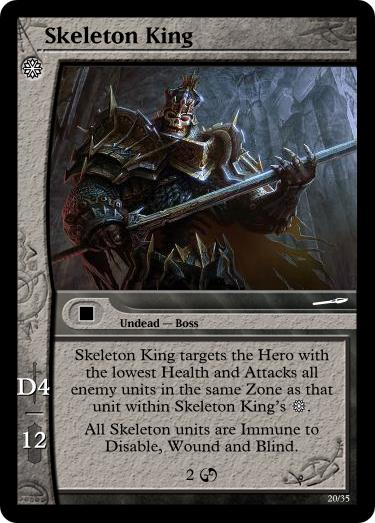 Skeleton King
Undead — Boss
Skeleton King targets the Hero with
the lowest Health and Attacks all
enemy units in the same Zone as that
unit within Skeleton King's .
All Skeleton units are Immune to
Disable, Wound and Blind.
D4
12
2
20/35